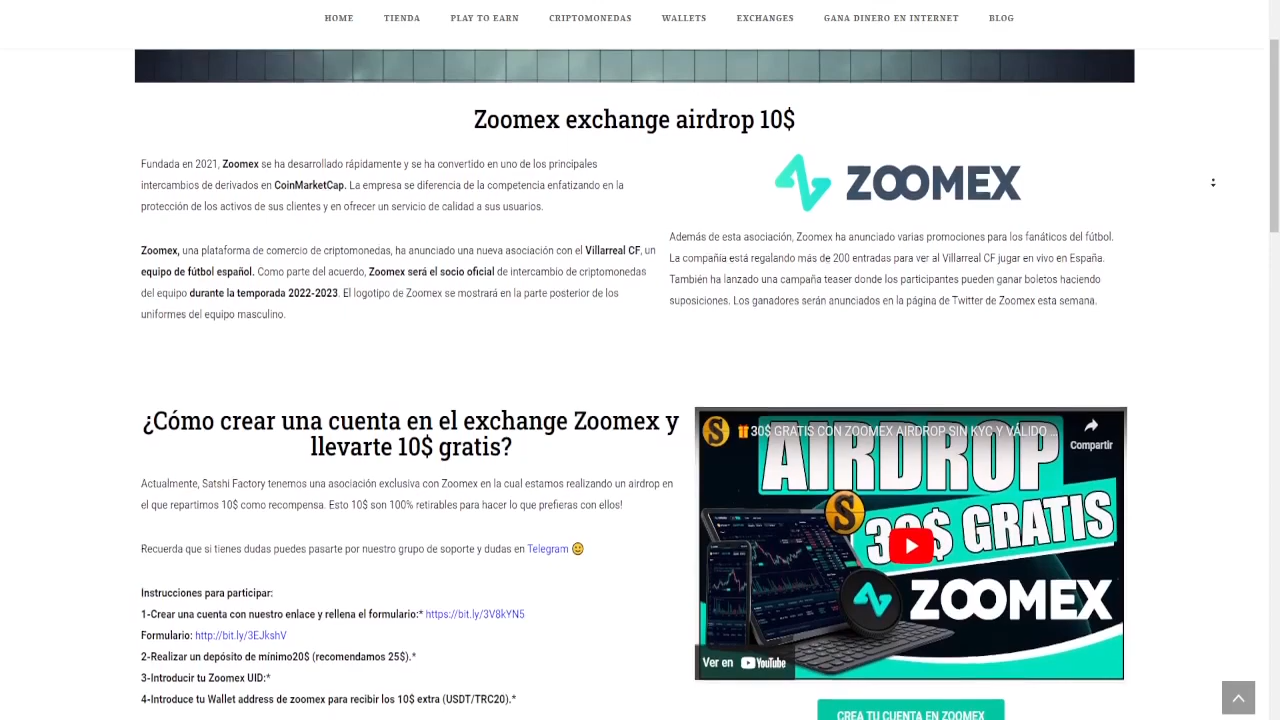 HOME TIENDA PLAY TO EARN CRIPTOMONEDAS WALLETS EXCHANGES GANA DINERO EN INTERNET BLOG
Zoomex exchange airdrop 10$
Fundada en 2021, Zoomex se ha desarrollado rápidamente y se ha convertido en uno de los principales
intercambios de derivados en CoinMarketCap. La empresa se diferencia de la competencia enfatizando en la
protección de los activos de sus clientes y en ofrecer un servicio de calidad a sus usuarios.
Zoomex, una plataforma de comercio de criptomonedas, ha anunciado una nueva asociación con el Villarreal CF, un
equipo de fútbol español. Como parte del acuerdo, Zoomex será el socio oficial de intercambio de criptomonedas
del equipo durante la temporada 2022-2023. El logotipo de Zoomex se mostrará en la parte posterior de los
uniformes del equipo masculino.
ZOOMEX
Además de esta asociación, Zoomex ha anunciado varias promociones para los fanáticos del fútbol.
La compañía está regalando más de 200 entradas para ver al Villarreal CF jugar en vivo en España.
También ha lanzado una campaña teaser donde los participantes pueden ganar boletos haciendo
suposiciones. Los ganadores serán anunciados en la página de Twitter de Zoomex esta semana.
¿Cómo crear una cuenta en el exchange Zoomex y
llevarte 10$ gratis?
Actualmente, Satshi Factory tenemos una asociación exclusiva con Zoomex en la cual estamos realizando un airdrop en
el que repartimos 10$ como recompensa. Esto 10$ son 100% retirables para hacer lo que prefieras con ellos!
Recuerda que si tienes dudas puedes pasarte por nuestro grupo de soporte y dudas en Telegram
Instrucciones para participar:
1-Crear una cuenta con nuestro enlace y rellena el formulario:* https://bit.ly/3V8kYN5
Formulario: http://bit.ly/3EJkshV
2-Realizar un depósito de mínimo20$ (recomendamos 25$).*
3-Introducir tu Zoomex UID:*
4-Introduce tu Wallet address de zoomex para recibir los 10$ extra (USDT/TRC20).*
30$ GRATIS CON ZOOMEX AIRDROP SIN KYC Y VÁLIDO ...
Compartir
AIRDROP
30$ GRATIS
ZOOMEX
Ver en YouTube
CREA TU CUENTA EN ZOOMEX